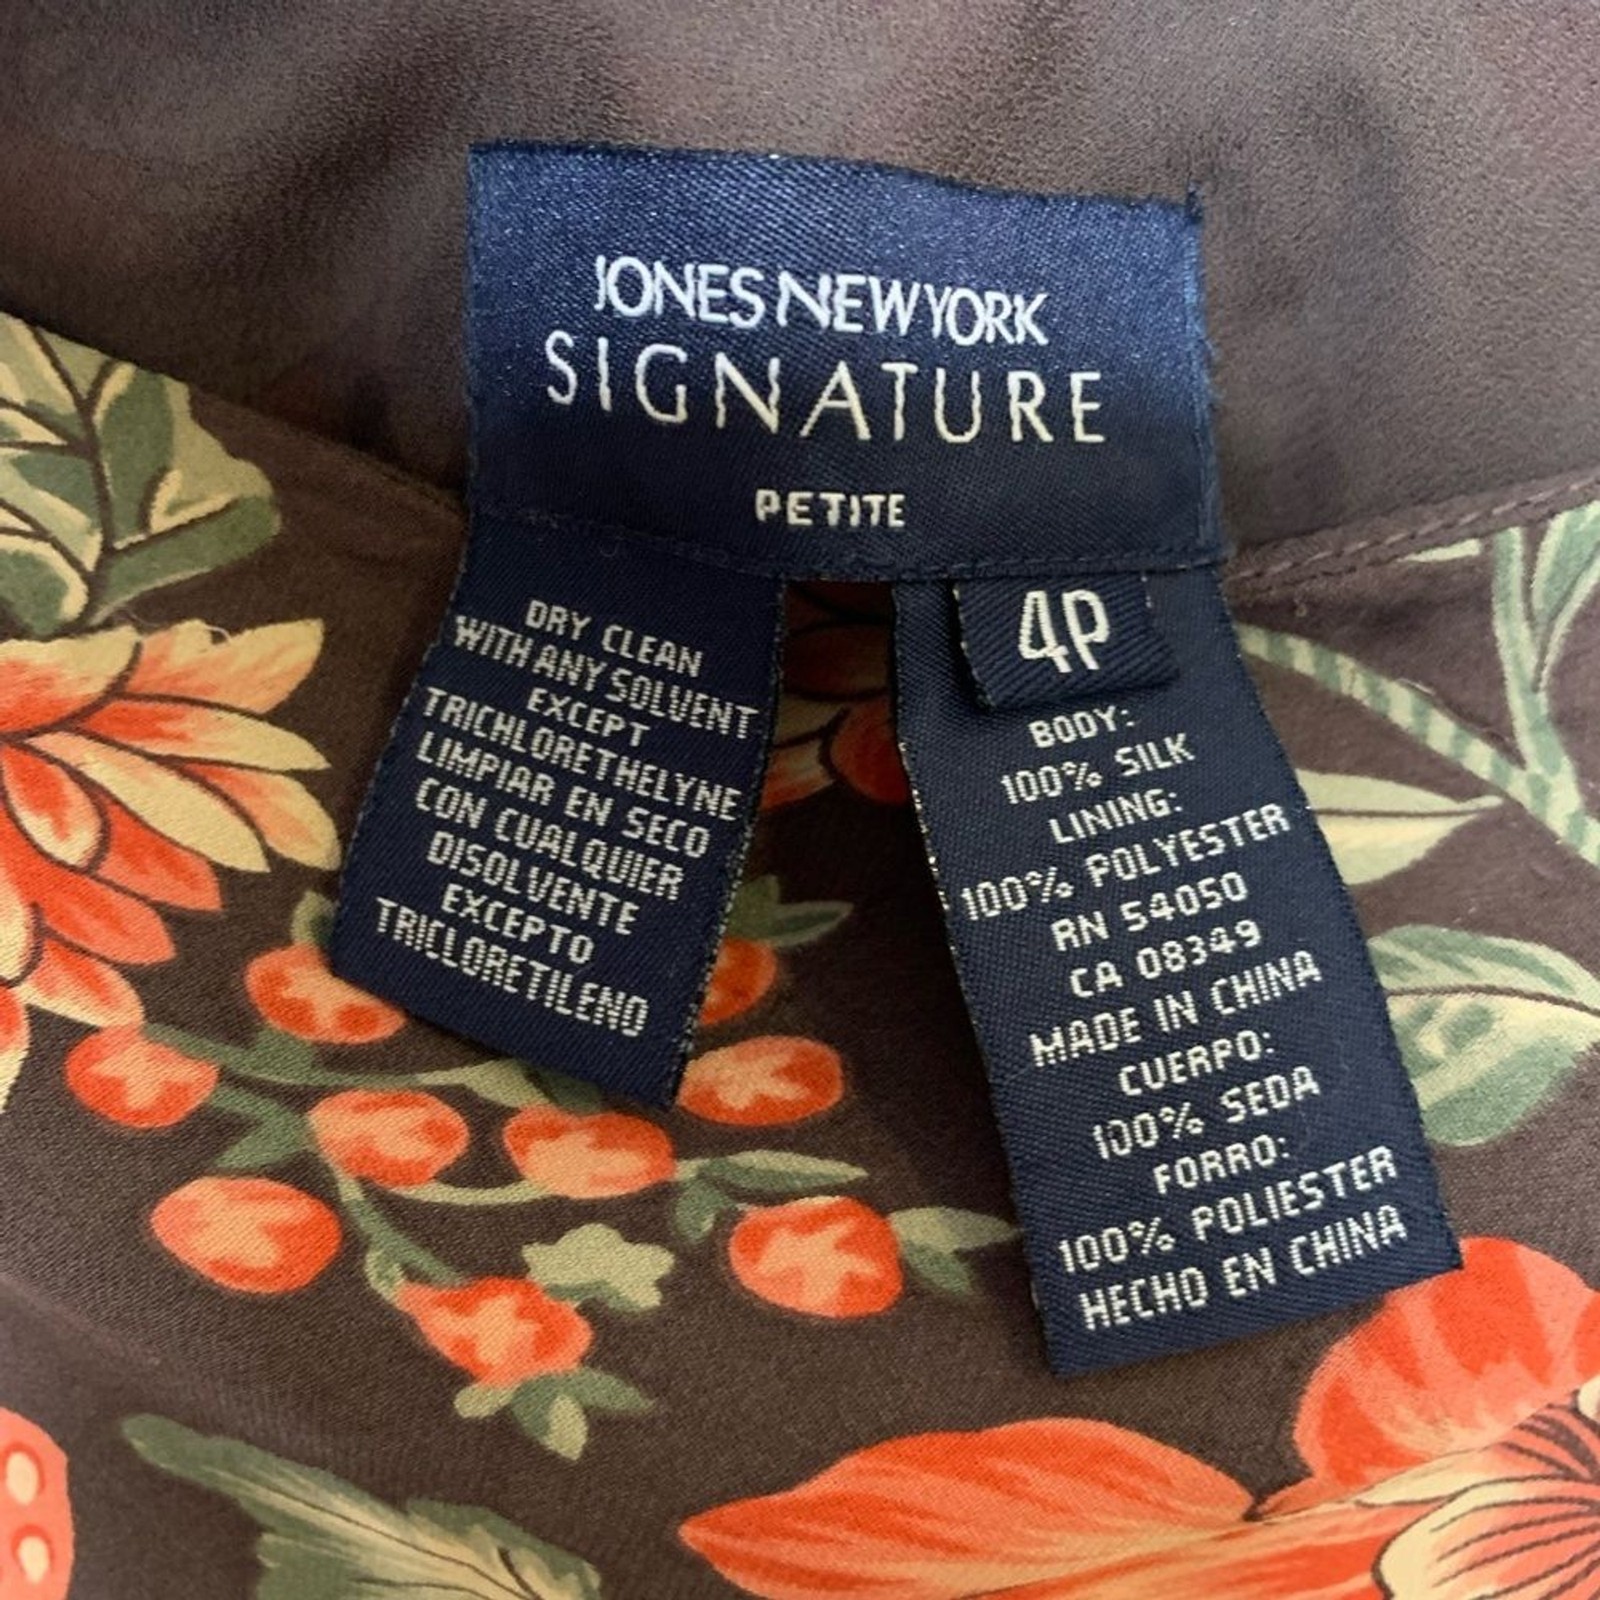 JONES NEW YORK
SIGNATURE
PETITE
DRY CLEAN
WITH ANY SOLVENT
EXCEPT
TRICHLORETHELYNE
LIMPIAR EN SECO
CON CUALQUIER
DISOLVENTE
EXCEPTO
TRICLORETILENO
4P
BODY:
100% SILK
LINING:
100% POLYESTER
RN 54050
CA 08349
MADE IN CHINA
CUERPO:
100% SEDA
FORRO:
100% POLIESTER
HECHO EN CHINA